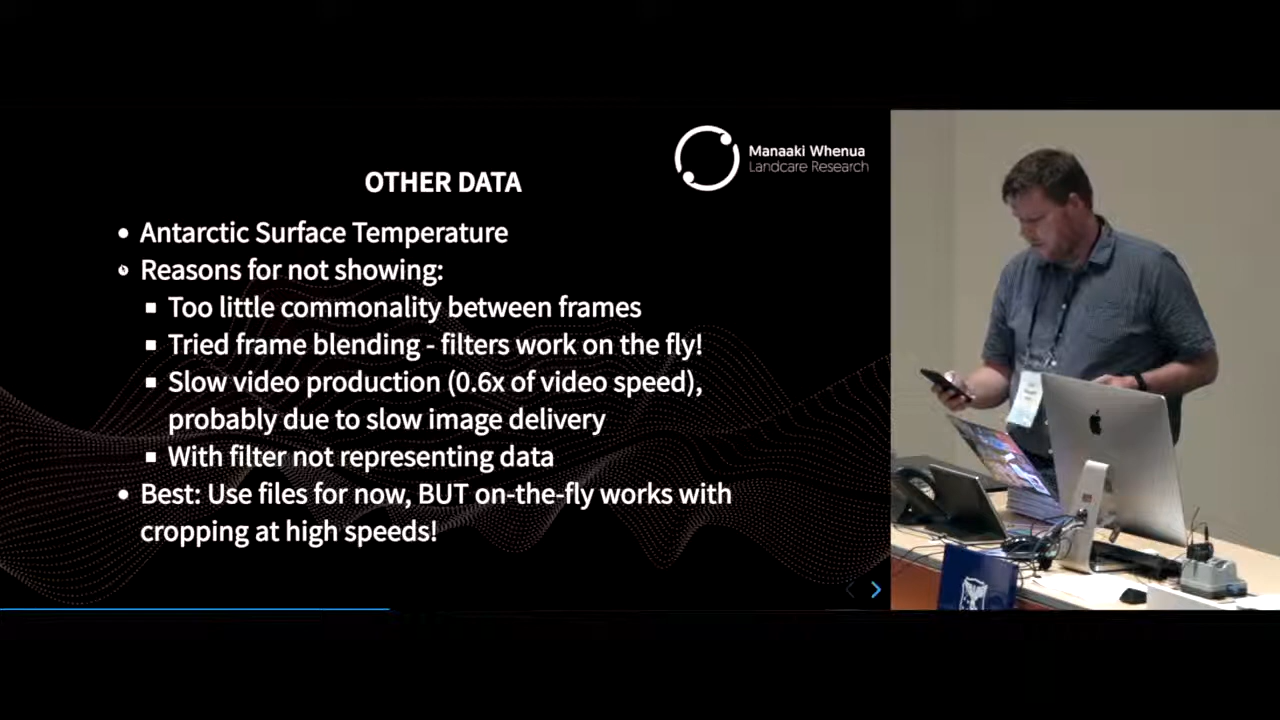 Manaaki Whenua
Landcare Research
OTHER DATA
Antarctic Surface Temperature
Reasons for not showing:
Too little commonality between frames
Tried frame blending - filters work on the fly!
Slow video production (0.6x of video speed),
probably due to slow image delivery
With filter not representing data
Best: Use files for now, BUT on-the-fly works with
cropping at high speeds!